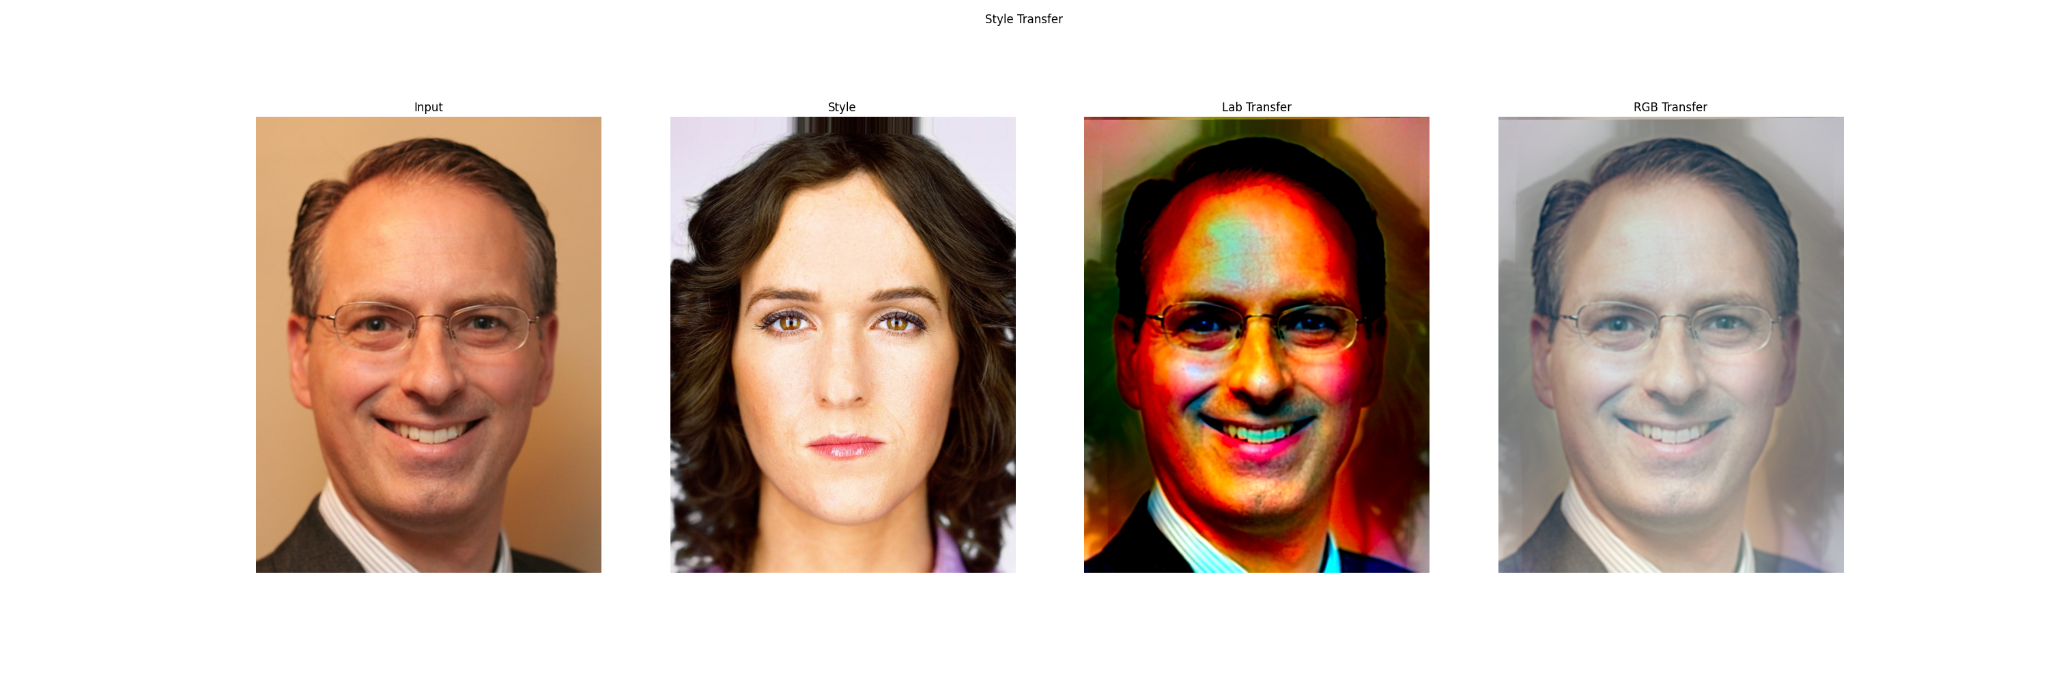 Style Transfer
Input
Style
Lab Transfer
RGB Transfer